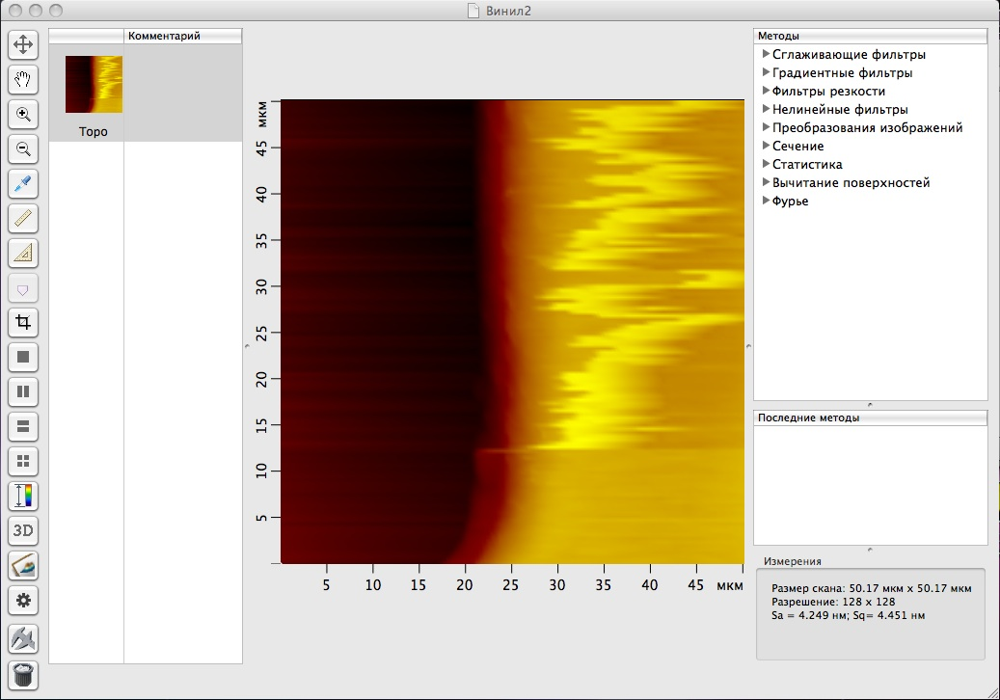 Винил2
Комментарий
Topo
мкм
45
40
35
30
25
20
15
10
5
5 10 15 20 25 30 35 40 45 мкм
3D
Методы
Сглаживающие фильтры
Градиентные фильтры
Фильтры резкости
Нелинейные фильтры
Преобразования изображений
Сечение
Статистика
Вычитание поверхностей
Фурье
Последние методы
Измерения
Размер скана: 50.17 мкм x 50.17 мкм
Разрешение: 128 x 128
Sa = 4.249 нм; Sq= 4.451 нм